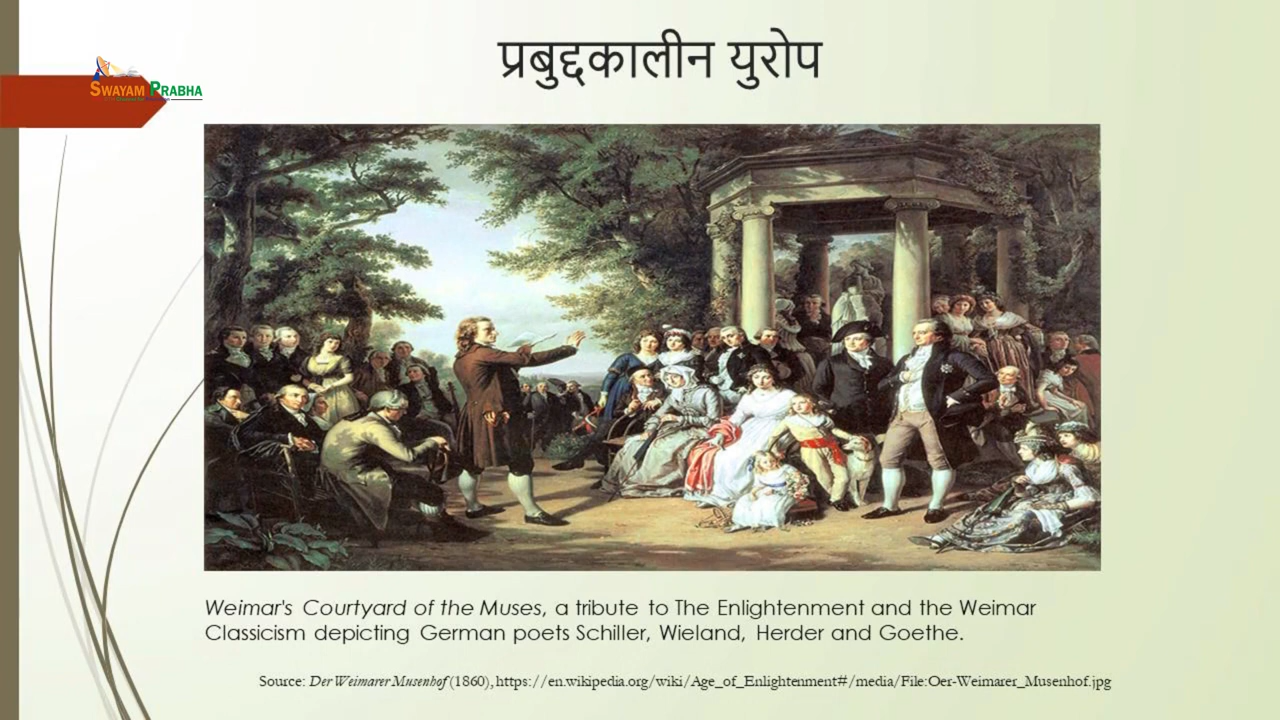 प्रबुद्दकालीन युरोप
SWAYAM PRABHA
Weimar's Courtyard of the Muses, a tribute to The Enlightenment and the Weimar
Classicism depicting German poets Schiller, Wieland, Herder and Goethe.
Source: Der Weimarer Musenhof (1860), https://en.wikipedia.org/wiki/Age_of_Enlightenment#/media/File:Oer-Weimarer_Musenhof.jpg